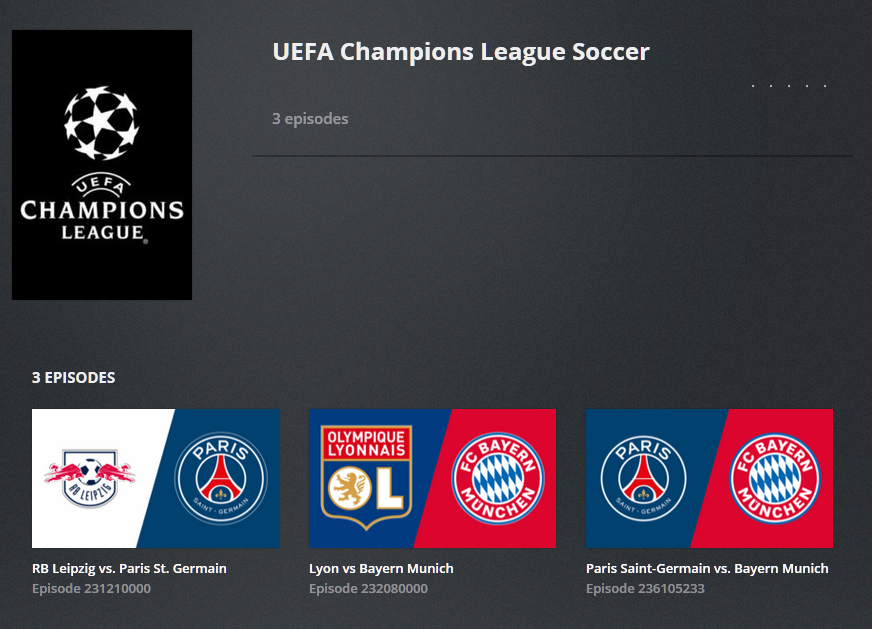 UEFA Champions League Soccer
3 episodes
UEFA
CHAMPIONS
LEAGUE
3 EPISODES
RB LEIPZIG
PARIS
SAINT-GERMAIN
OLYMPIQUE
LYONNAIS
OL
FC BAYERN
MÜNCHEN
PARIS
SAINT-GERMAIN
FC BAYERN
MÜNCHEN
RB Leipzig vs. Paris St. Germain
Lyon vs Bayern Munich
Paris Saint-Germain vs. Bayern Munich
Episode 231210000
Episode 232080000
Episode 236105233